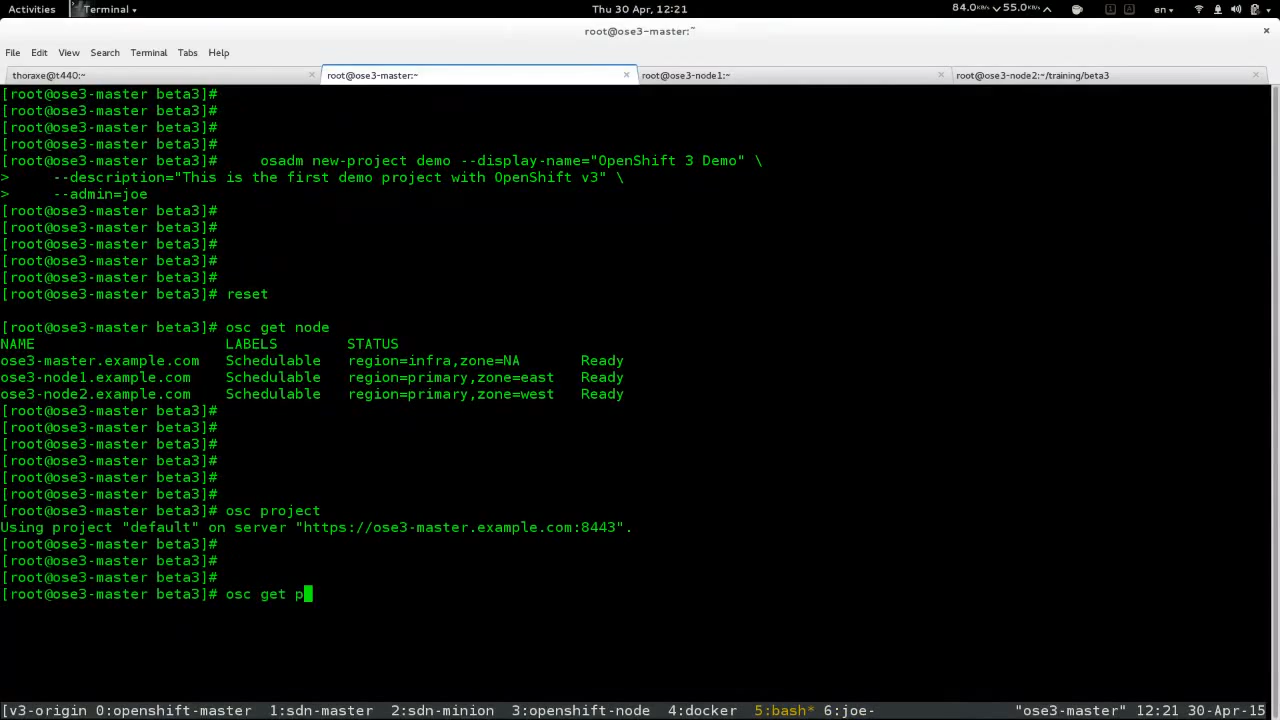 Activities Terminal Thu 30 Apr, 12:21 84.0KB/s 55.0KB/s en
root@ose3-master:~
File Edit View Search Terminal Tabs Help
thoraxe@t440:~ root@ose3-master:~ root@ose3-node1:~ root@ose3-node2:~/training/beta3
[root@ose3-master beta3]#
[root@ose3-master beta3]#
[root@ose3-master beta3]#
[root@ose3-master beta3]#
[root@ose3-master beta3]#     osadm new-project demo --display-name="OpenShift 3 Demo" \
>     --description="This is the first demo project with OpenShift v3" \
>     --admin=joe
[root@ose3-master beta3]#
[root@ose3-master beta3]#
[root@ose3-master beta3]#
[root@ose3-master beta3]#
[root@ose3-master beta3]#
[root@ose3-master beta3]# reset
[root@ose3-master beta3]# osc get node
NAME LABELS STATUS
ose3-master.example.com Schedulable region=infra,zone=NA Ready
ose3-node1.example.com Schedulable region=primary,zone=east Ready
ose3-node2.example.com Schedulable region=primary,zone=west Ready
[root@ose3-master beta3]#
[root@ose3-master beta3]#
[root@ose3-master beta3]#
[root@ose3-master beta3]#
[root@ose3-master beta3]#
[root@ose3-master beta3]#
[root@ose3-master beta3]# osc project
Using project "default" on server "https://ose3-master.example.com:8443".
[root@ose3-master beta3]#
[root@ose3-master beta3]#
[root@ose3-master beta3]#
[root@ose3-master beta3]# osc get p
[v3-origin 0:openshift-master 1:sdn-master 2:sdn-minion 3:openshift-node 4:docker 5:bash* 6:joe- "ose3-master" 12:21 30-Apr-15